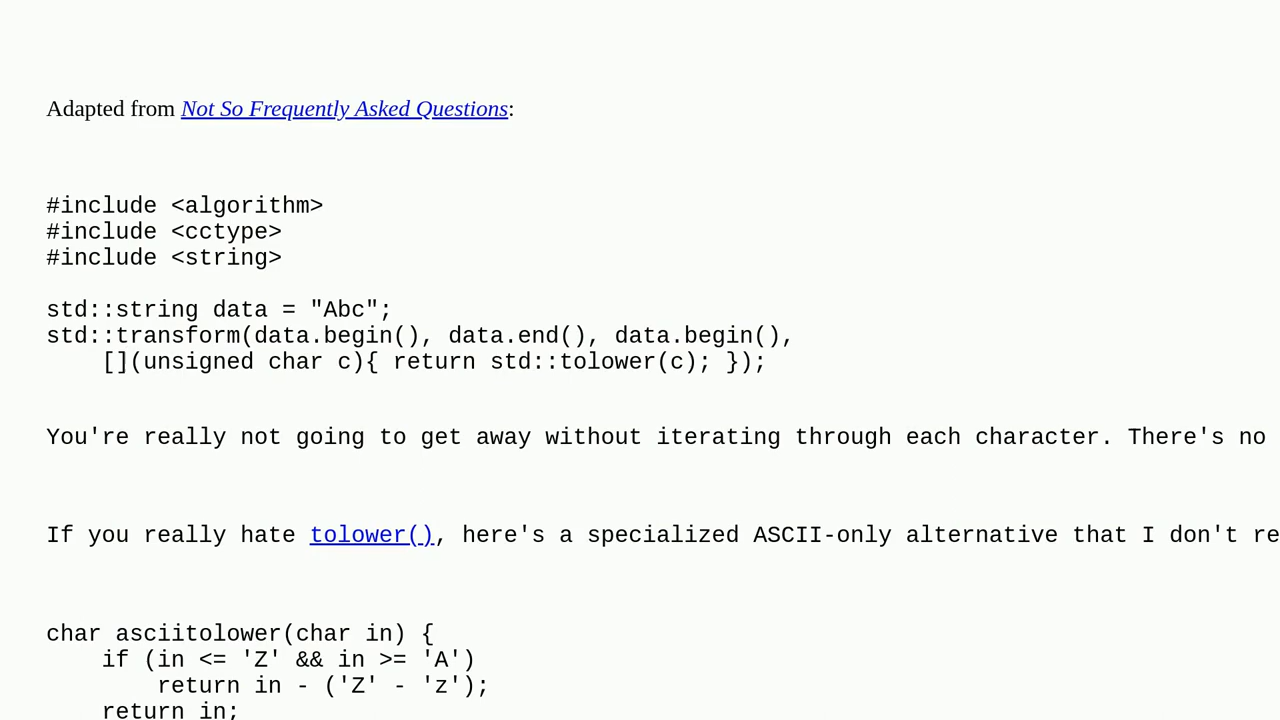 Adapted from Not So Frequently Asked Questions:
#include <algorithm>
#include <cctype>
#include <string>
std::string data = "Abc";
std::transform(data.begin(), data.end(), data.begin(),
    [](unsigned char c){ return std::tolower(c); });
You're really not going to get away without iterating through each character. There's no
If you really hate tolower(), here's a specialized ASCII-only alternative that I don't re
char asciitolower(char in) {
    if (in <= 'Z' && in >= 'A')
        return in - ('Z' - 'z');
    return in;